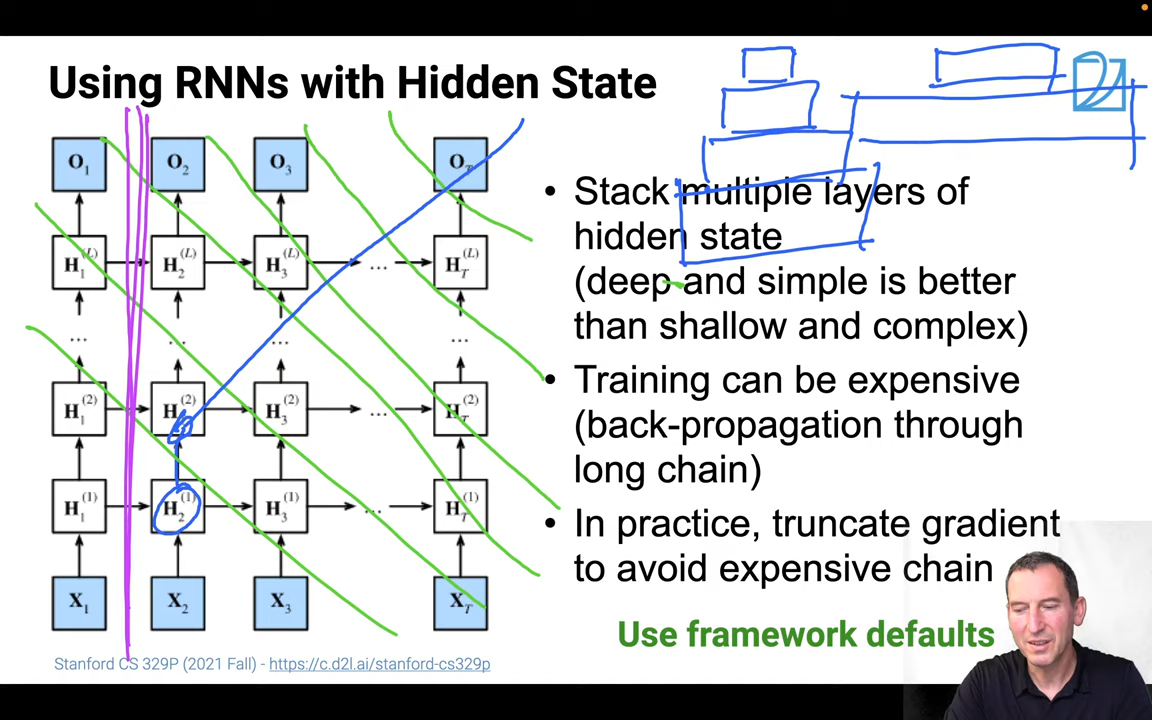 Using RNNs with Hidden State
O1 O2 O3 OT
H1(L) H2(L) H3(L) ... HT(L)
... ... ... ...
H1(2) H2(2) H3(2) ... HT(2)
H1(1) H2(1) H3(1) ... HT(1)
X1 X2 X3 XT
• Stack multiple layers of
hidden state
(deep and simple is better
than shallow and complex)
• Training can be expensive
(back-propagation through
long chain)
• In practice, truncate gradient
to avoid expensive chain
Use framework defaults
Stanford CS 329P (2021 Fall) - https://c.d2l.ai/stanford-cs329p